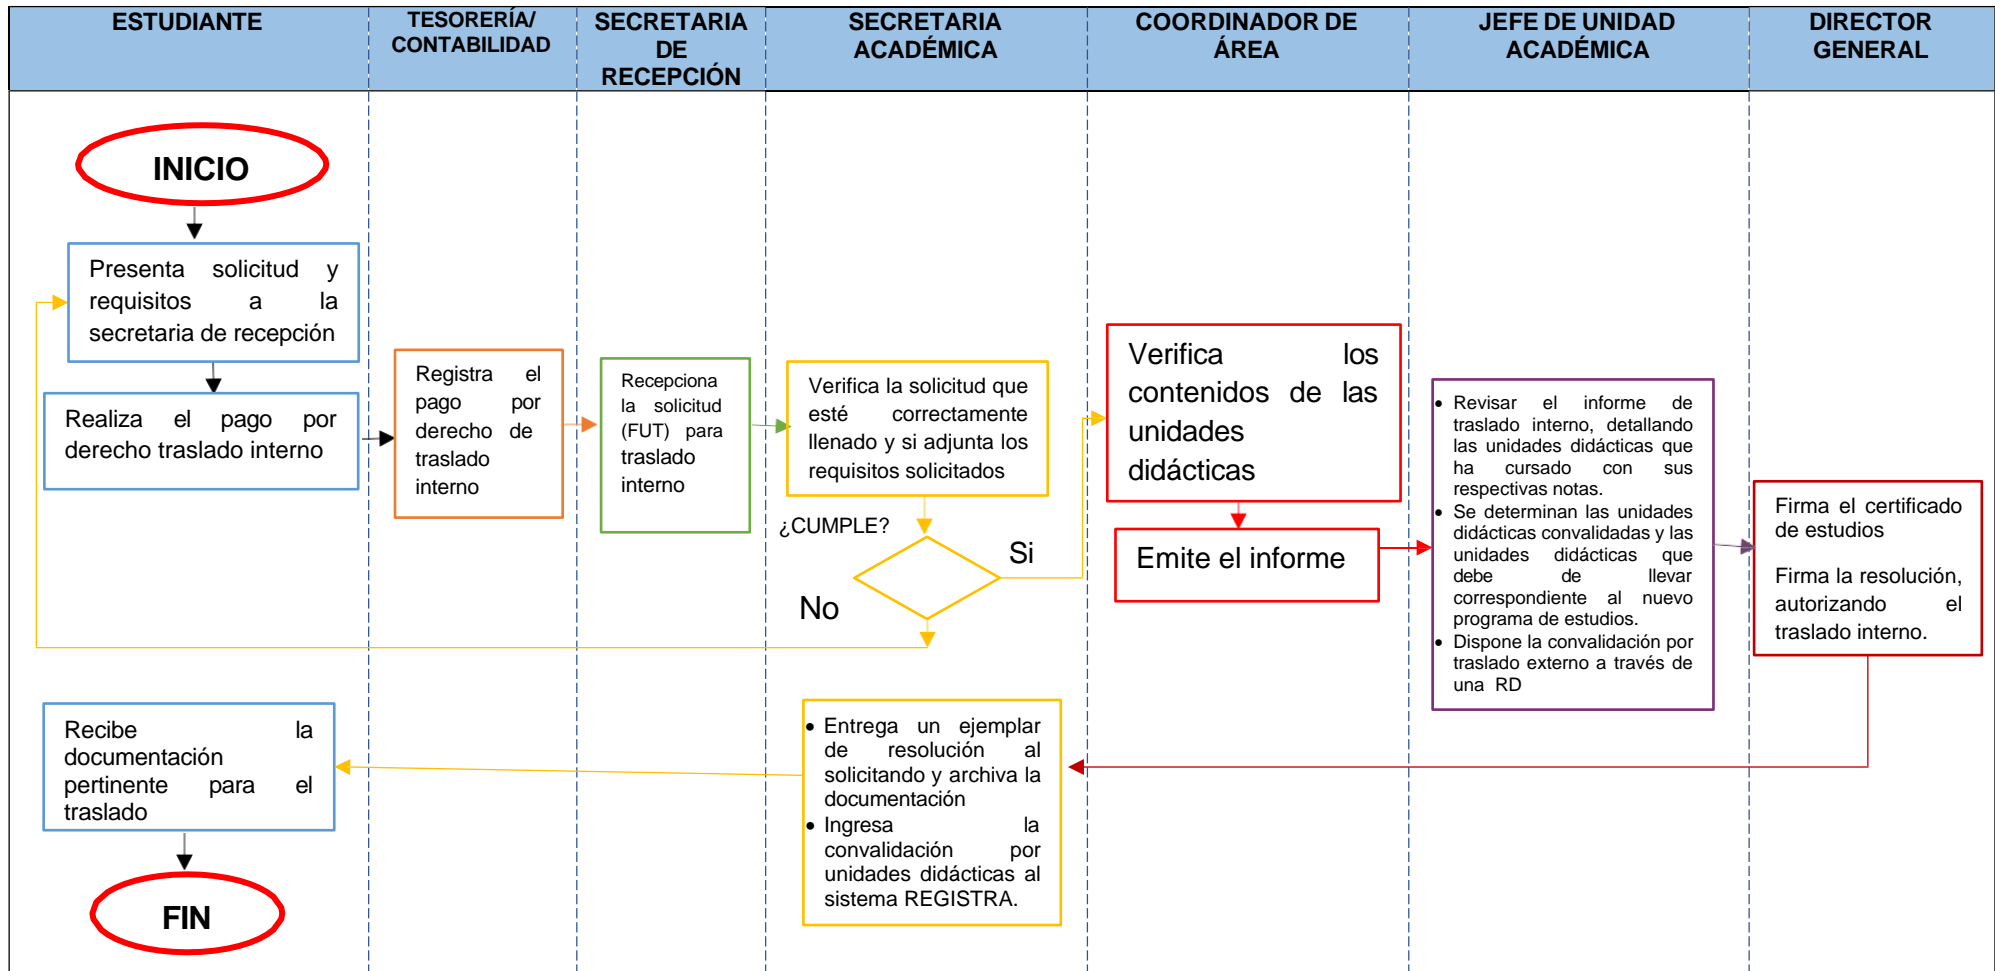 ESTUDIANTE
TESORERÍA/
CONTABILIDAD
SECRETARIA
DE
RECEPCIÓN
SECRETARIA
ACADÉMICA
COORDINADOR DE
ÁREA
JEFE DE UNIDAD
ACADÉMICA
DIRECTOR
GENERAL
INICIO
Presenta solicitud y
requisitos a la
secretaria de recepción
Realiza el pago por
derecho traslado interno
Registra el
pago por
derecho de
traslado
interno
Recepciona
la solicitud
(FUT) para
traslado
interno
Verifica la solicitud que
esté correctamente
llenado y si adjunta los
requisitos solicitados
¿CUMPLE?
Si
No
Verifica los
contenidos de las
unidades
didácticas
Emite el informe
• Revisar el informe de
traslado interno, detallando
las unidades didácticas que
ha cursado con sus
respectivas notas.
• Se determinan las unidades
didácticas convalidadas y las
unidades didácticas que
debe de llevar
correspondiente al nuevo
programa de estudios.
• Dispone la convalidación por
traslado externo a través de
una RD
Firma el certificado
de estudios
Firma la resolución,
autorizando el
traslado interno.
• Entrega un ejemplar
de resolución al
solicitando y archiva la
documentación
• Ingresa la
convalidación por
unidades didácticas al
sistema REGISTRA.
Recibe la
documentación
pertinente para el
traslado
FIN